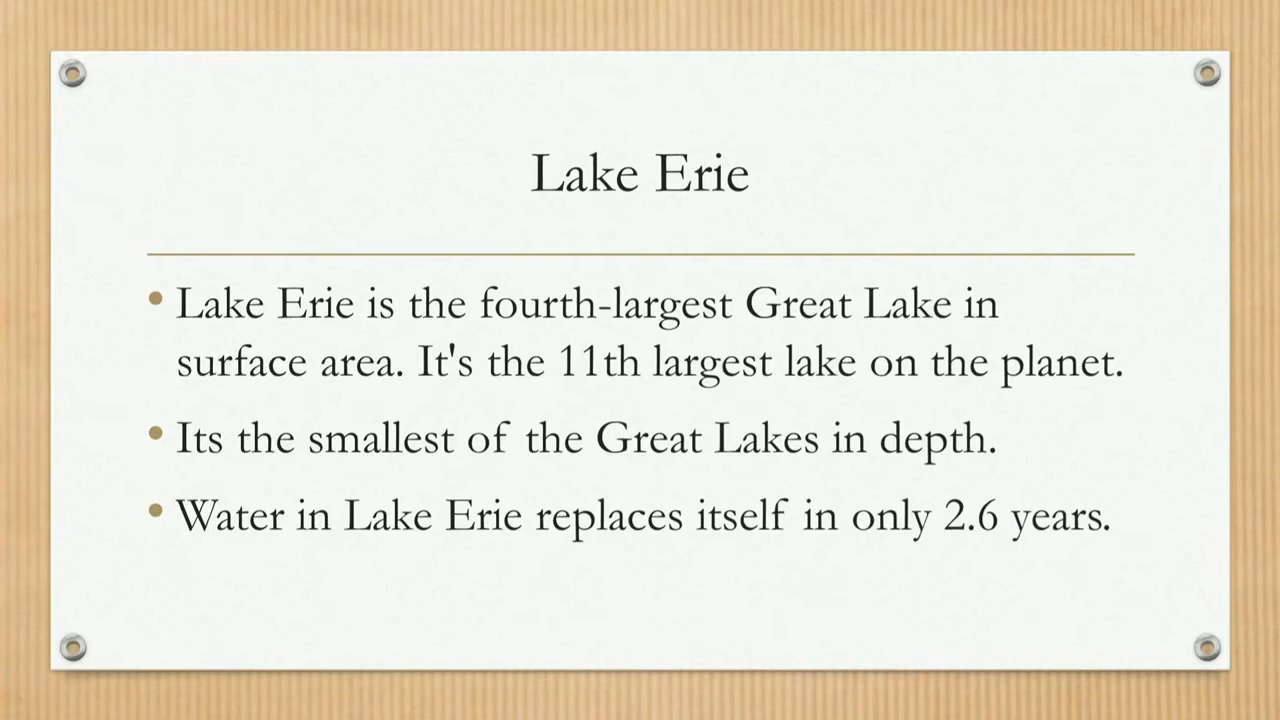 Lake Erie
• Lake Erie is the fourth-largest Great Lake in
surface area. It's the 11th largest lake on the planet.
• Its the smallest of the Great Lakes in depth.
• Water in Lake Erie replaces itself in only 2.6 years.